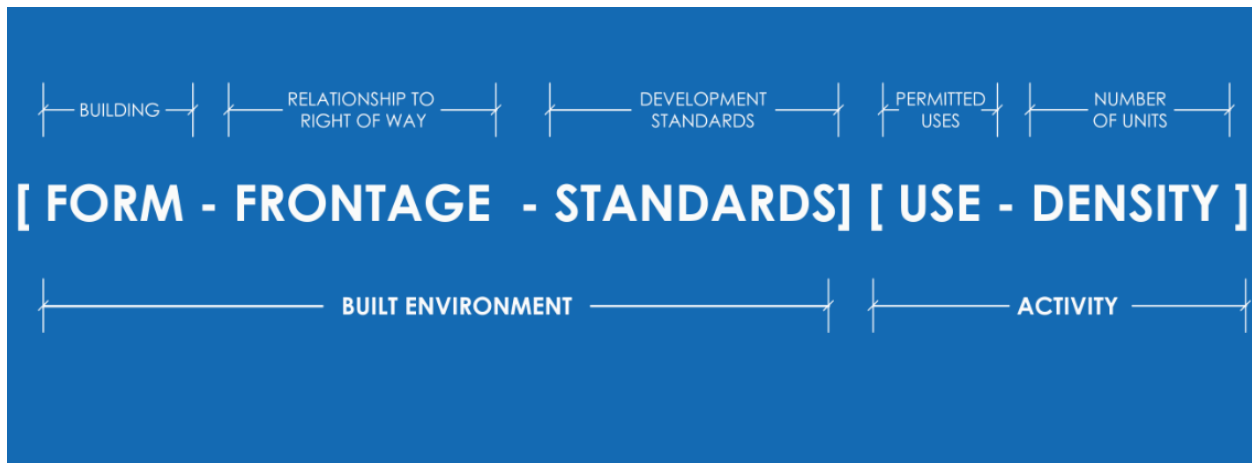 BUILDING
RELATIONSHIP TO
RIGHT OF WAY
DEVELOPMENT
STANDARDS
PERMITTED
USES
NUMBER
OF UNITS
[ FORM - FRONTAGE - STANDARDS] [ USE - DENSITY ]
BUILT ENVIRONMENT
ACTIVITY